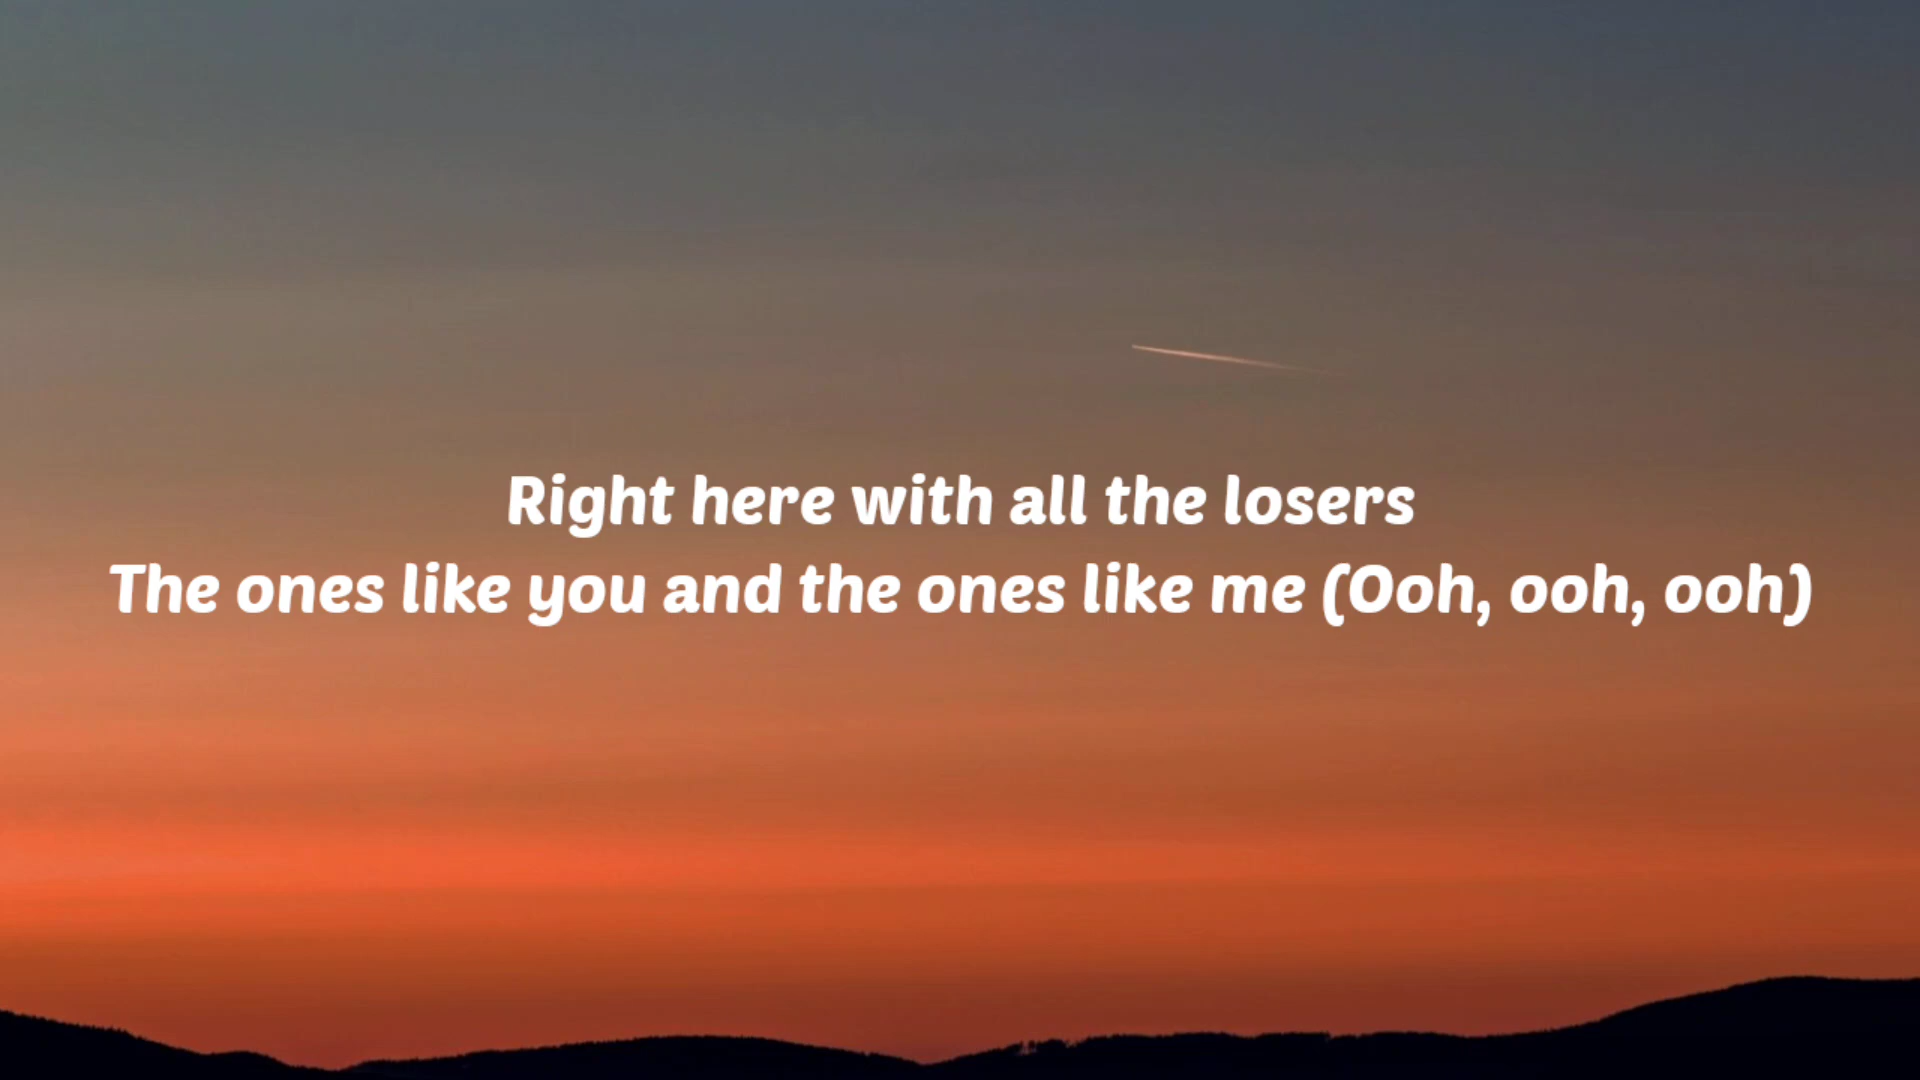 Right here with all the losers
The ones like you and the ones like me (Ooh, ooh, ooh)